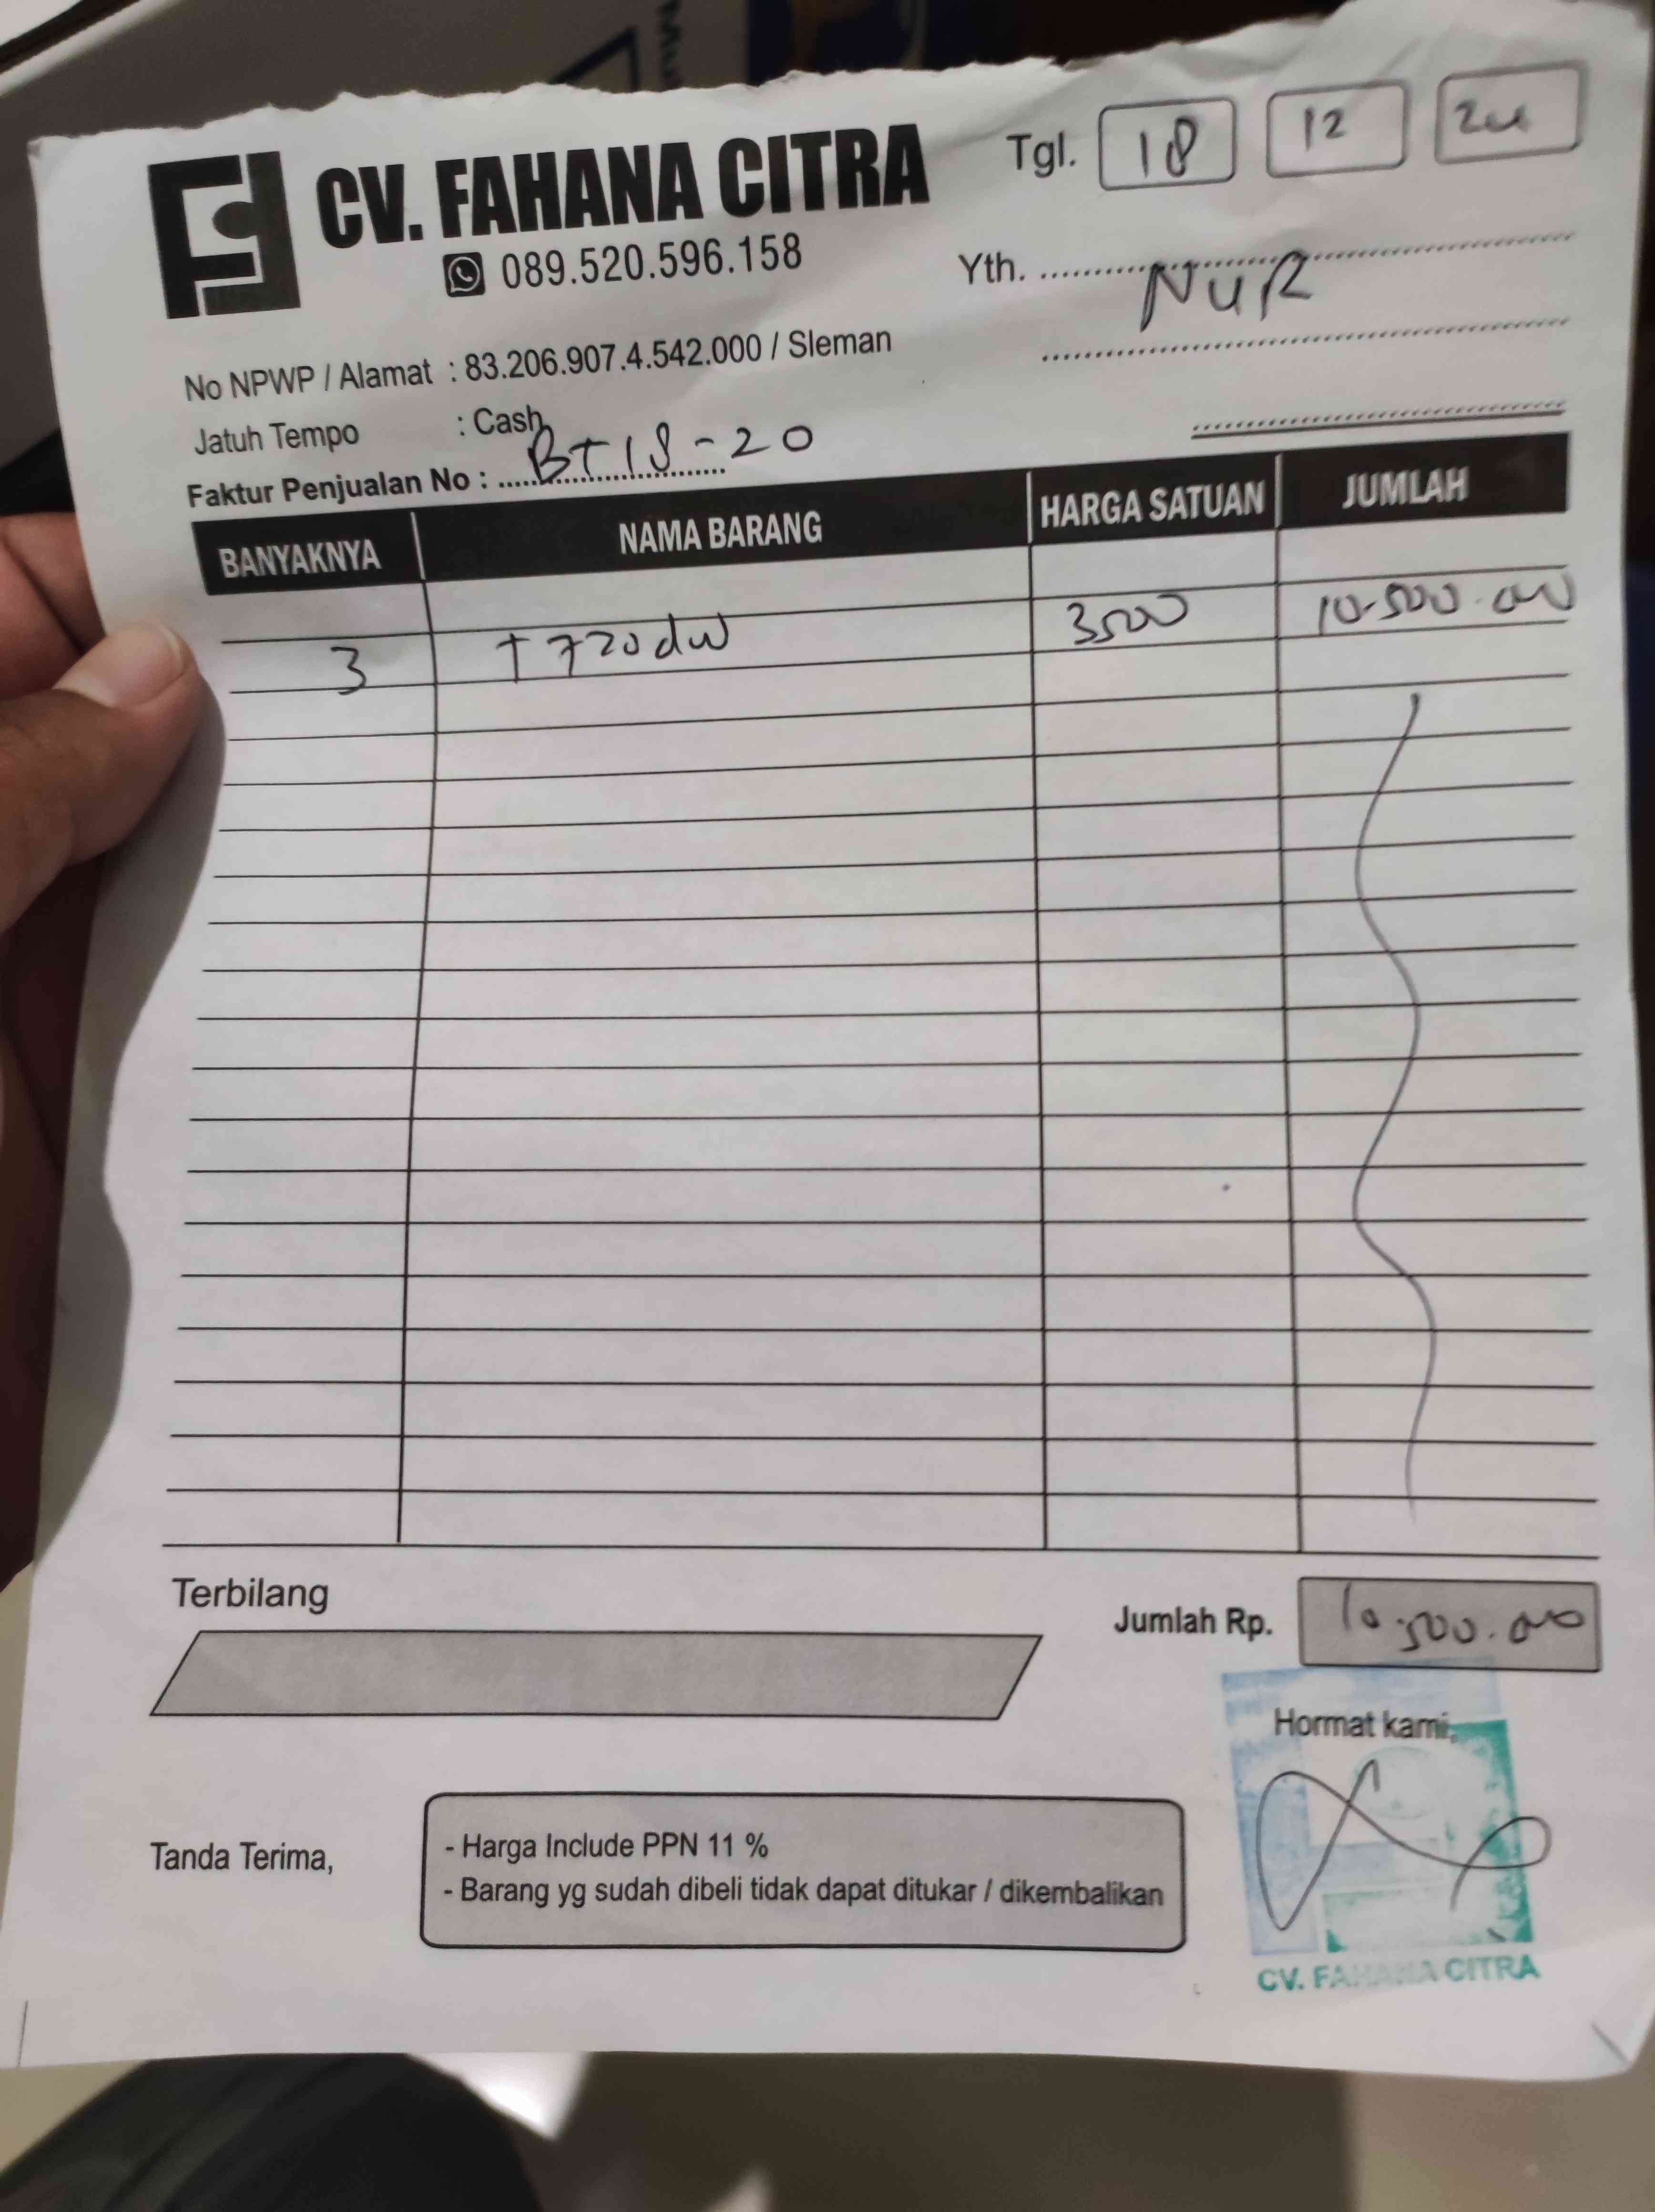 CV. FAHANA CITRA
089.520.596.158
Tgl. 18 12 24
Yth. NUR
No NPWP / Alamat : 83.206.907.4.542.000 / Sleman
Jatuh Tempo : Cash
Faktur Penjualan No : BT18-20
BANYAKNYA NAMA BARANG HARGA SATUAN JUMLAH
3 T720dw 3500 10.500.000
Terbilang
Jumlah Rp. 10.500.000
Hormat kami,
Tanda Terima,
- Harga Include PPN 11 %
- Barang yg sudah dibeli tidak dapat ditukar / dikembalikan
CV. FAHANA CITRA